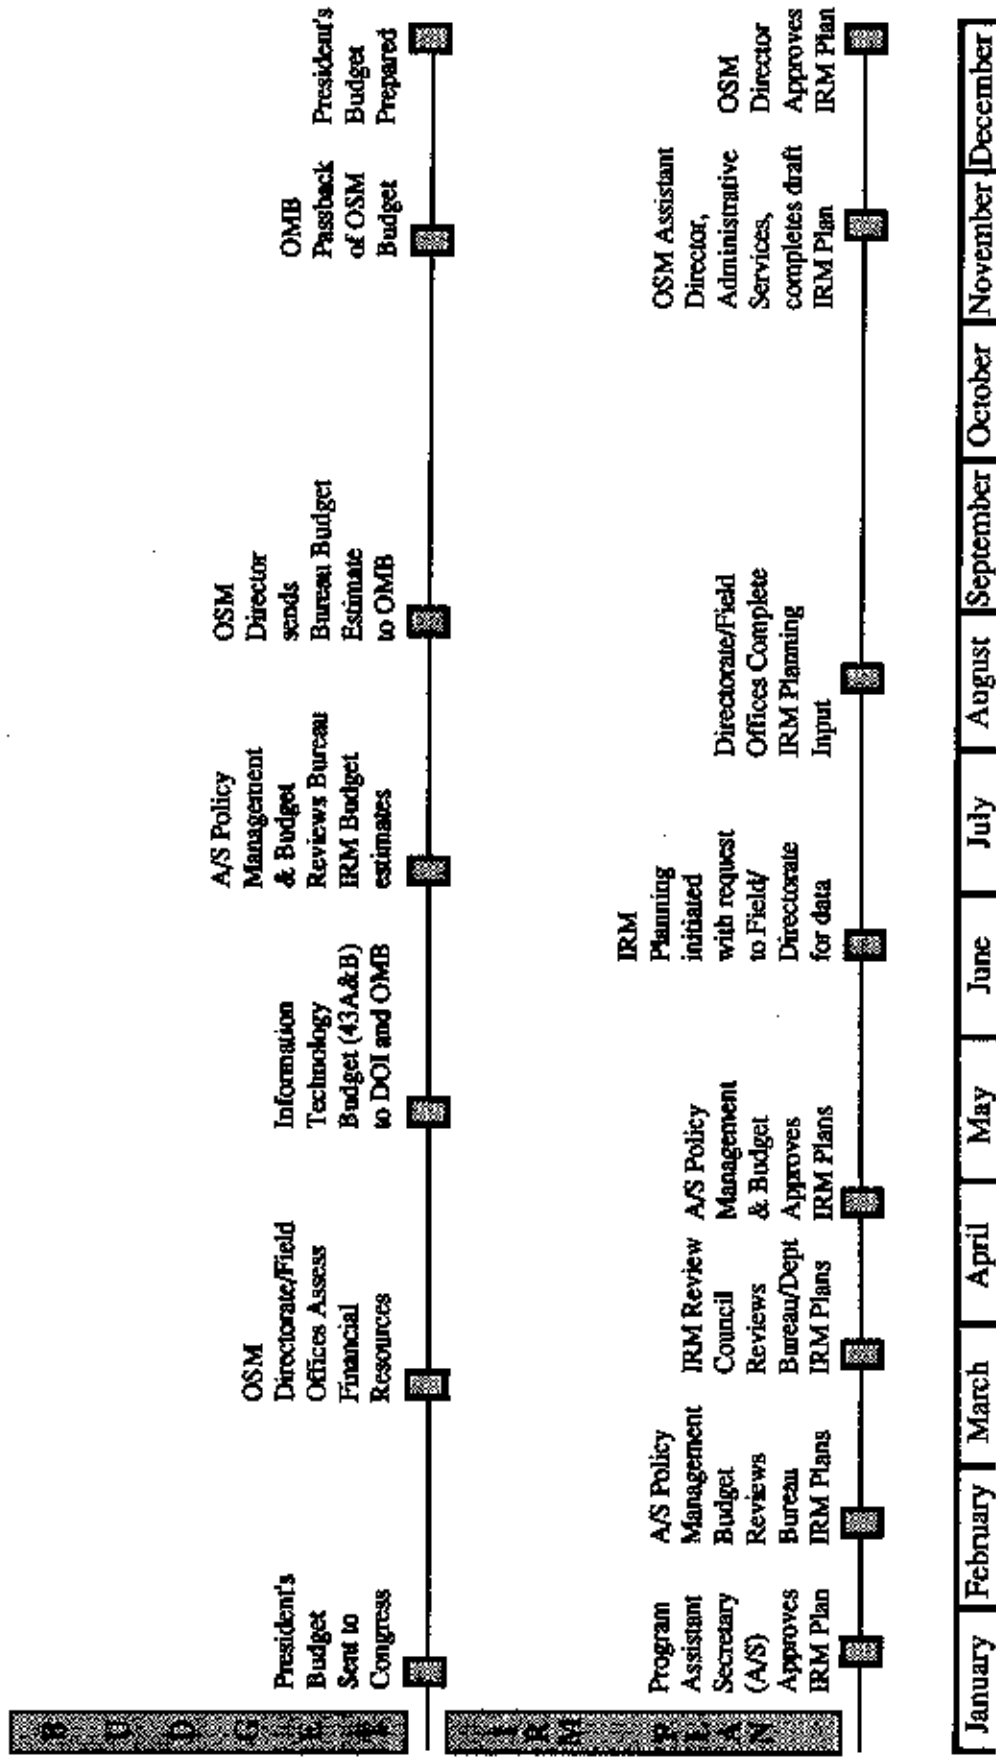 BUDGET
President's
Budget
Sent to
Congress
OSM
Directorate/Field
Offices Assess
Financial
Resources
Information
Technology
Budget (43A&B)
to DOI and OMB
A/S Policy
Management
& Budget
Reviews Bureau
IRM Budget
estimates
OSM
Director
sends
Bureau Budget
Estimate
to OMB
OMB
Passback
of OSM
Budget
President's
Budget
Prepared
IRM PLAN
Program
Assistant
Secretary
(A/S)
Approves
IRM Plan
A/S Policy
Management
Budget
Reviews
Bureau
IRM Plans
IRM Review
Council
Reviews
Bureau/Dept
IRM Plans
A/S Policy
Management
& Budget
Approves
IRM Plans
IRM
Planning
initiated
with request
to Field/
Directorate
for data
Directorate/Field
Offices Complete
IRM Planning
Input
OSM Assistant
Director,
Administrative
Services,
completes draft
IRM Plan
OSM
Director
Approves
IRM Plan
January February March April May June July August September October November December